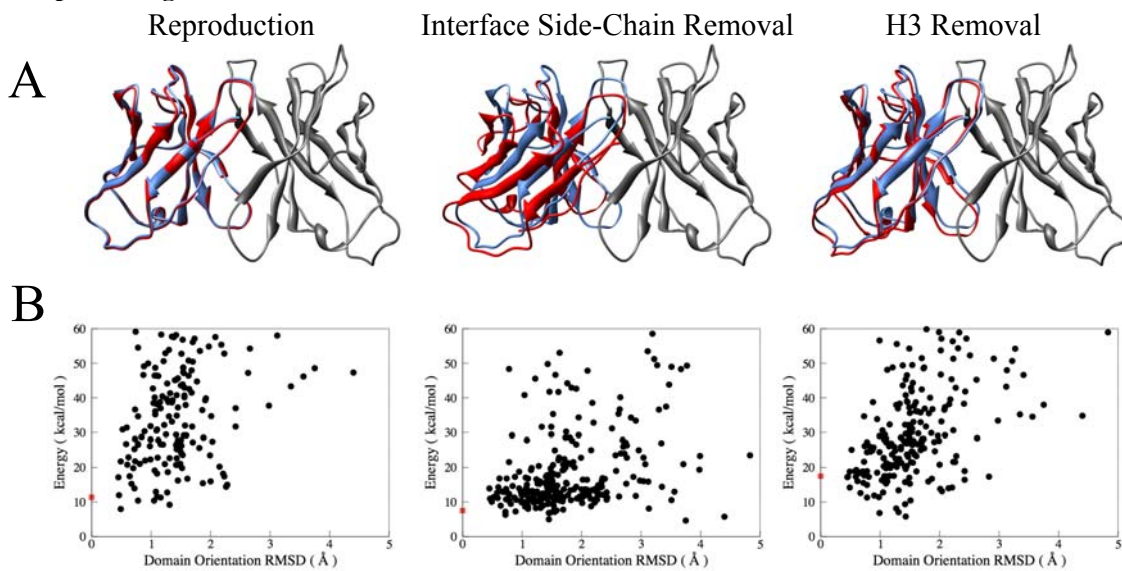 Reproduction Interface Side-Chain Removal H3 Removal
A
B
60
50
40
30
20
10
0
Energy ( kcal/mol )
0 1 2 3 4 5
Domain Orientation RMSD ( Å )
60
50
40
30
20
10
0
Energy ( kcal/mol )
0 1 2 3 4 5
Domain Orientation RMSD ( Å )
60
50
40
30
20
10
0
Energy ( kcal/mol )
0 1 2 3 4 5
Domain Orientation RMSD ( Å )